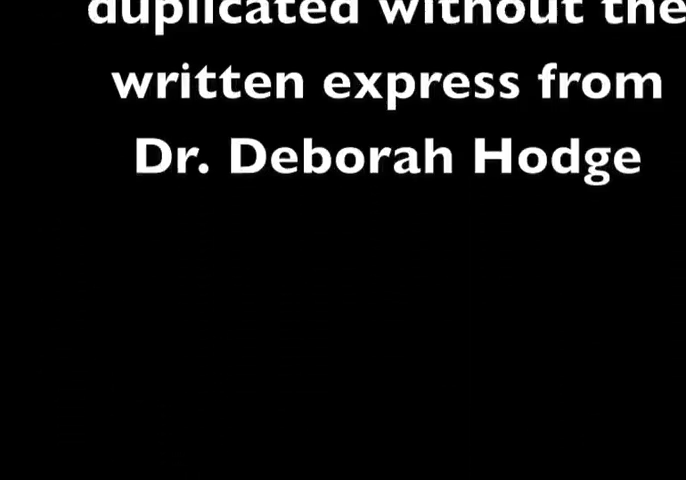 duplicated without the
written express from
Dr. Deborah Hodge